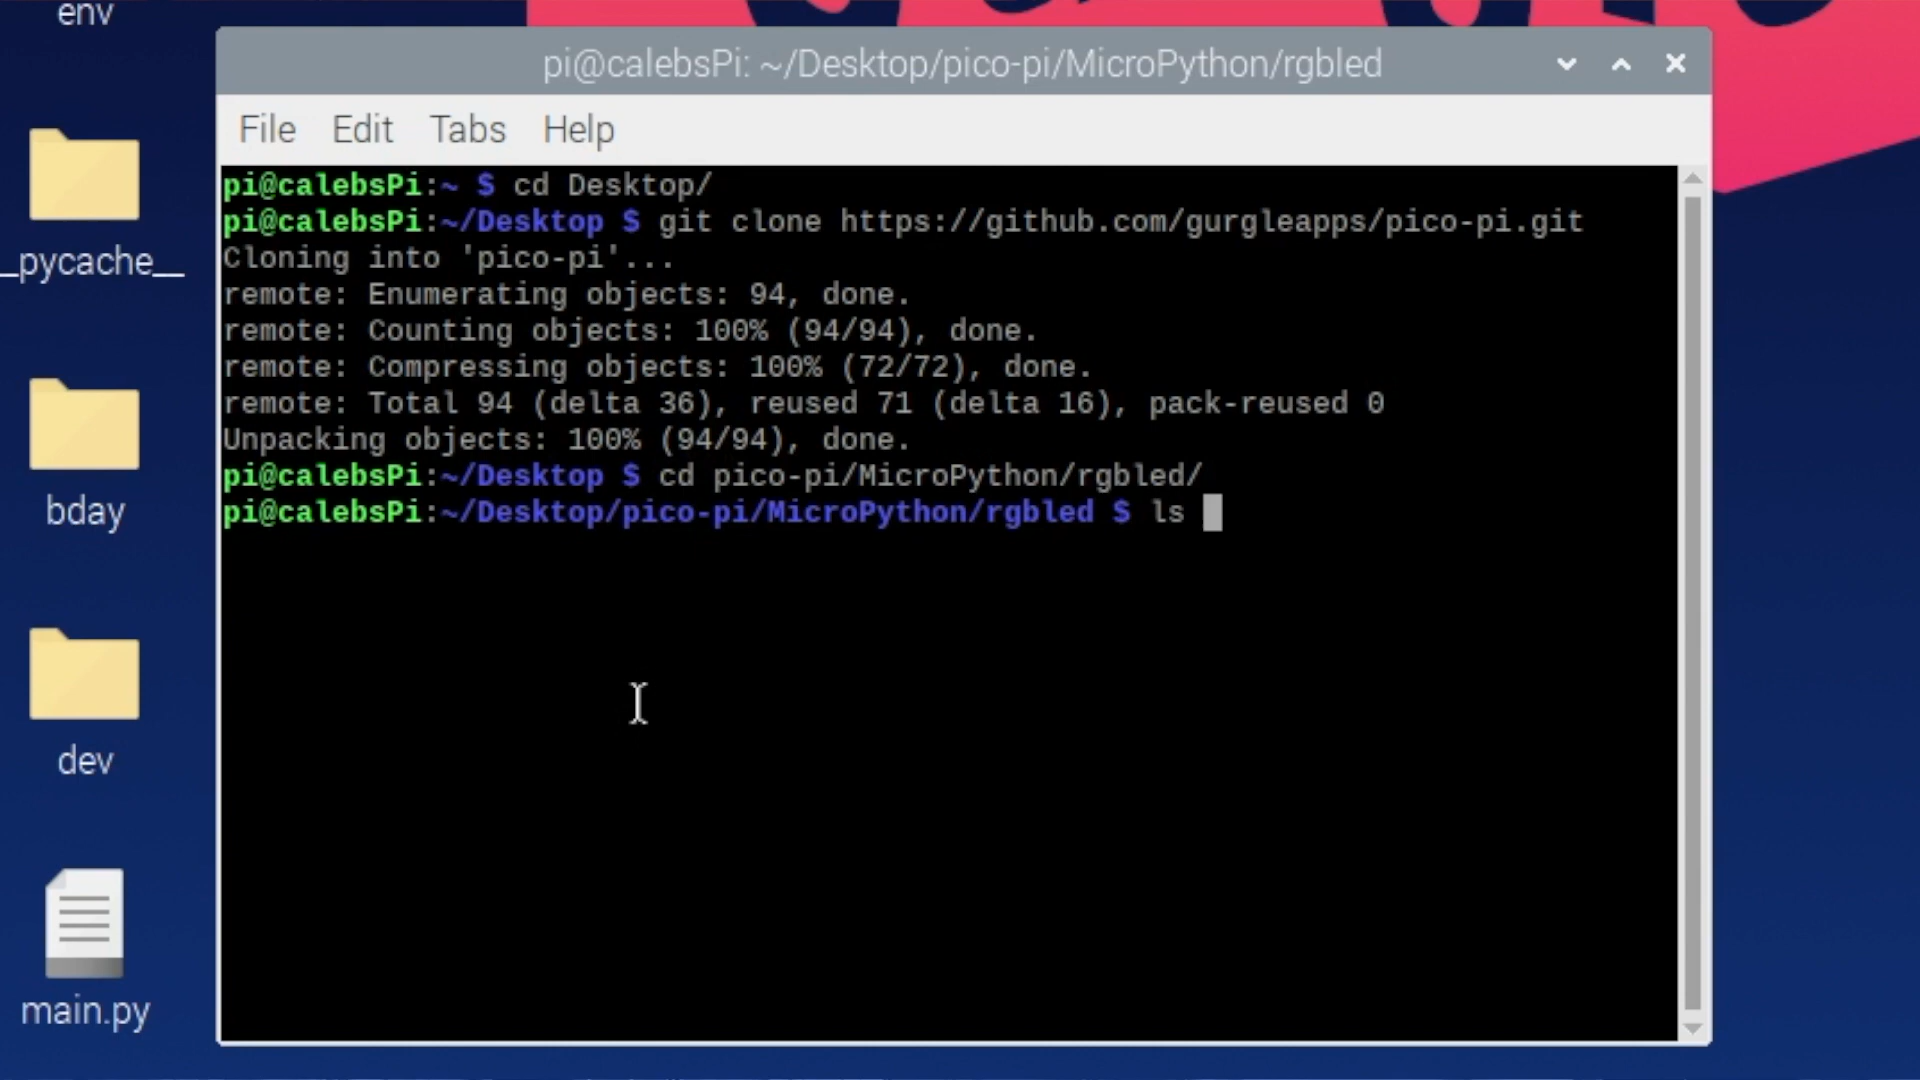 env
pi@calebsPi: ~/Desktop/pico-pi/MicroPython/rgbled
File Edit Tabs Help
pi@calebsPi:~ $ cd Desktop/
pi@calebsPi:~/Desktop $ git clone https://github.com/gurgleapps/pico-pi.git
Cloning into 'pico-pi'...
remote: Enumerating objects: 94, done.
remote: Counting objects: 100% (94/94), done.
remote: Compressing objects: 100% (72/72), done.
remote: Total 94 (delta 36), reused 71 (delta 16), pack-reused 0
Unpacking objects: 100% (94/94), done.
pi@calebsPi:~/Desktop $ cd pico-pi/MicroPython/rgbled/
pi@calebsPi:~/Desktop/pico-pi/MicroPython/rgbled $ ls
__pycache__
bday
dev
main.py